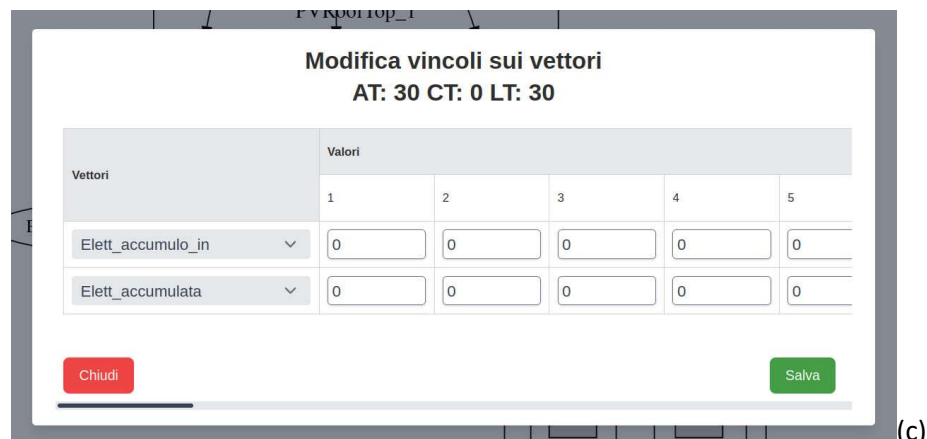 PVRoofTop_1
Modifica vincoli sui vettori
AT: 30 CT: 0 LT: 30
Vettori Valori
1 2 3 4 5
Elett_accumulo_in 0 0 0 0 0
Elett_accumulata 0 0 0 0 0
Chiudi Salva
(c)